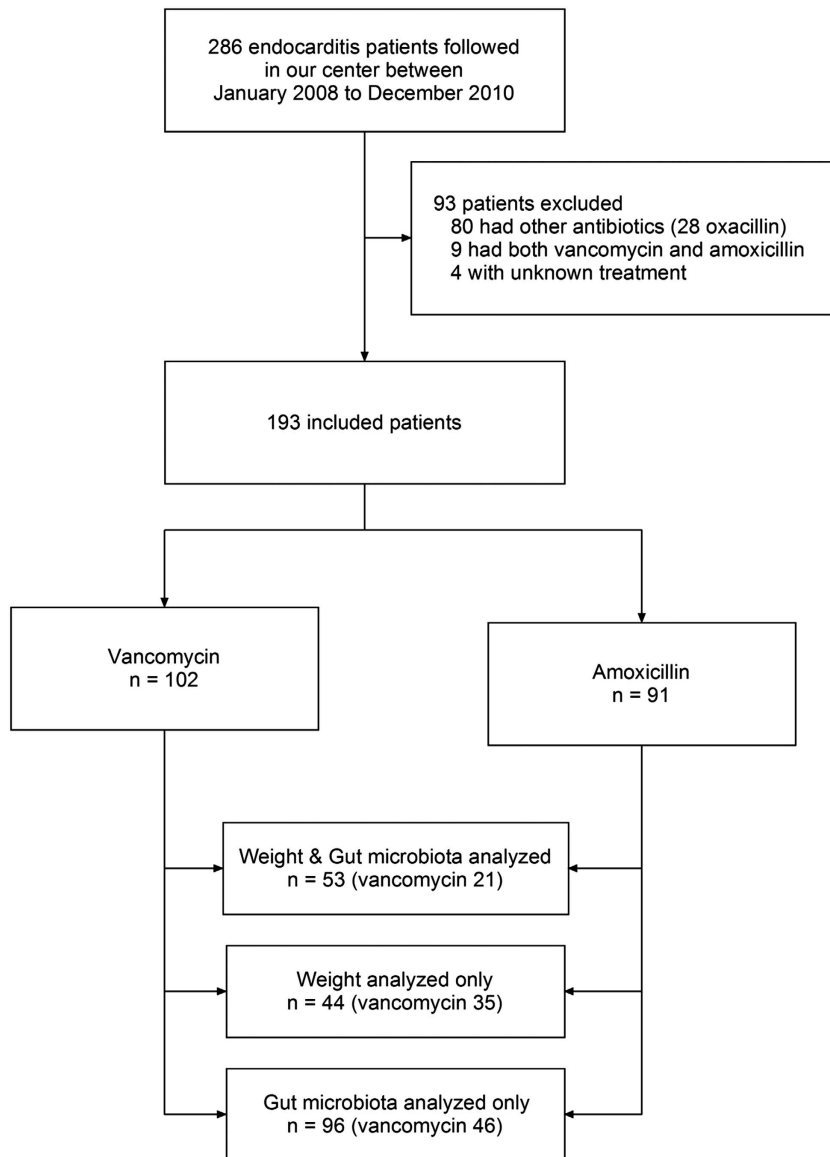 286 endocarditis patients followed
in our center between
January 2008 to December 2010
93 patients excluded
80 had other antibiotics (28 oxacillin)
9 had both vancomycin and amoxicillin
4 with unknown treatment
193 included patients
Vancomycin
n = 102
Amoxicillin
n = 91
Weight & Gut microbiota analyzed
n = 53 (vancomycin 21)
Weight analyzed only
n = 44 (vancomycin 35)
Gut microbiota analyzed only
n = 96 (vancomycin 46)